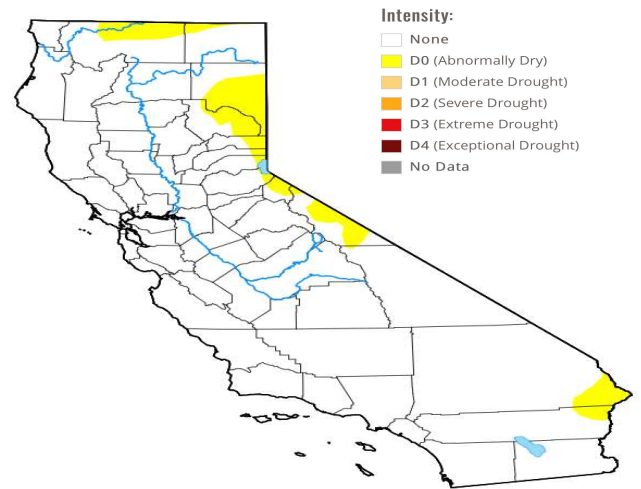 Intensity:
None
D0 (Abnormally Dry)
D1 (Moderate Drought)
D2 (Severe Drought)
D3 (Extreme Drought)
D4 (Exceptional Drought)
No Data